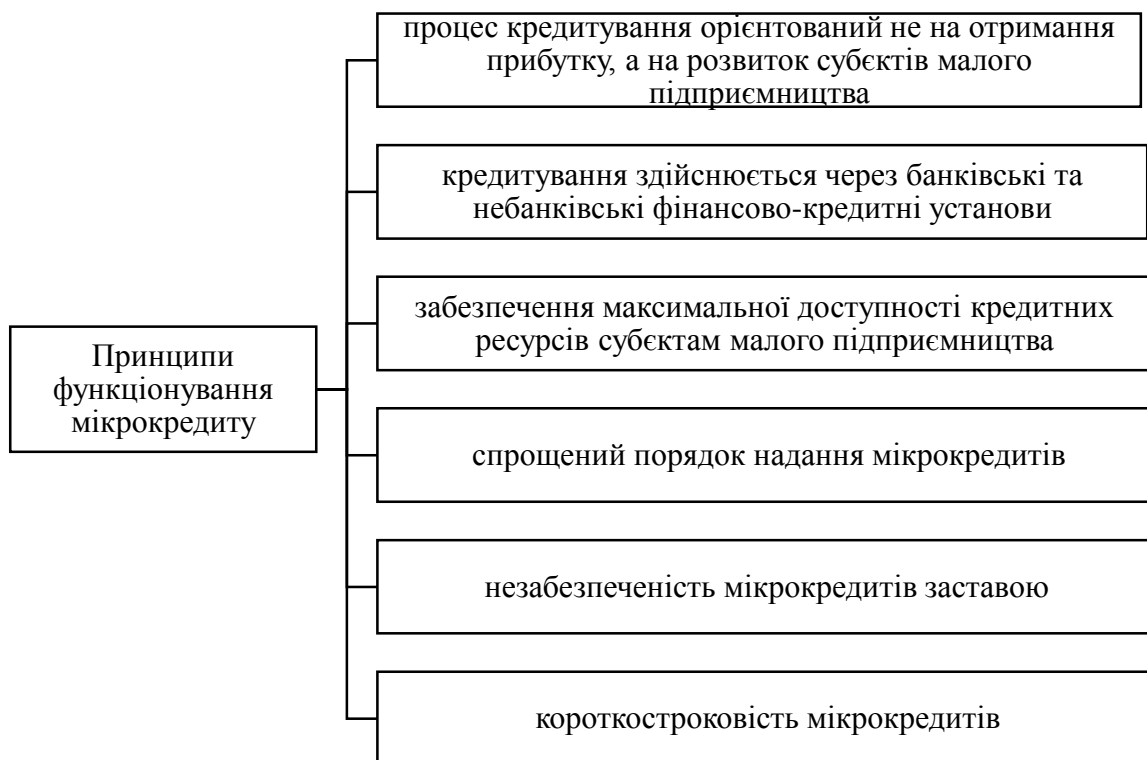 процес кредитування орієнтований не на отримання
прибутку, а на розвиток субєктів малого
підприємництва
кредитування здійснюється через банківські та
небанківські фінансово-кредитні установи
забезпечення максимальної доступності кредитних
ресурсів субєктам малого підприємництва
Принципи
функціонування
мікрокредиту
спрощений порядок надання мікрокредитів
незабезпеченість мікрокредитів заставою
короткостроковість мікрокредитів